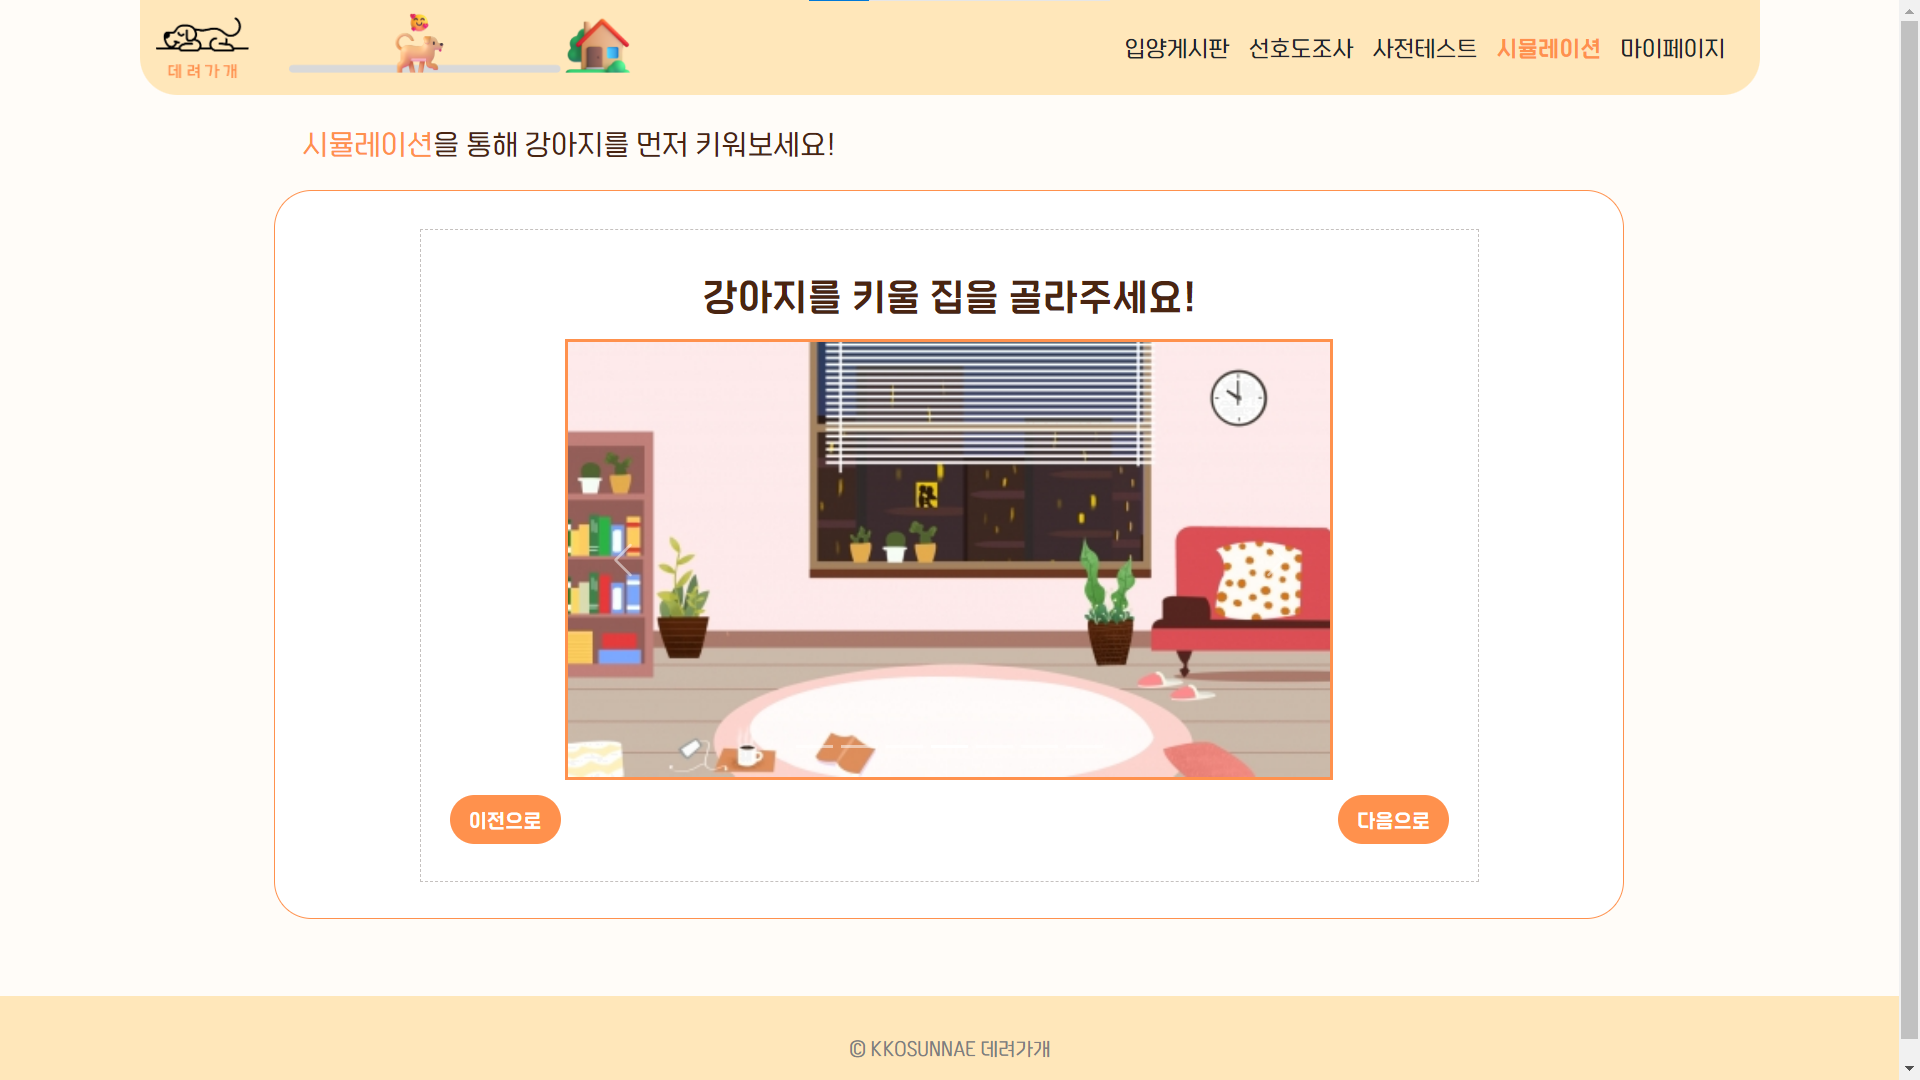 데려가개
입양게시판 선호도조사 사전테스트 시뮬레이션 마이페이지
시뮬레이션을 통해 강아지를 먼저 키워보세요!
강아지를 키울 집을 골라주세요!
이전으로
다음으로
© KKOSUNNAE 데려가개